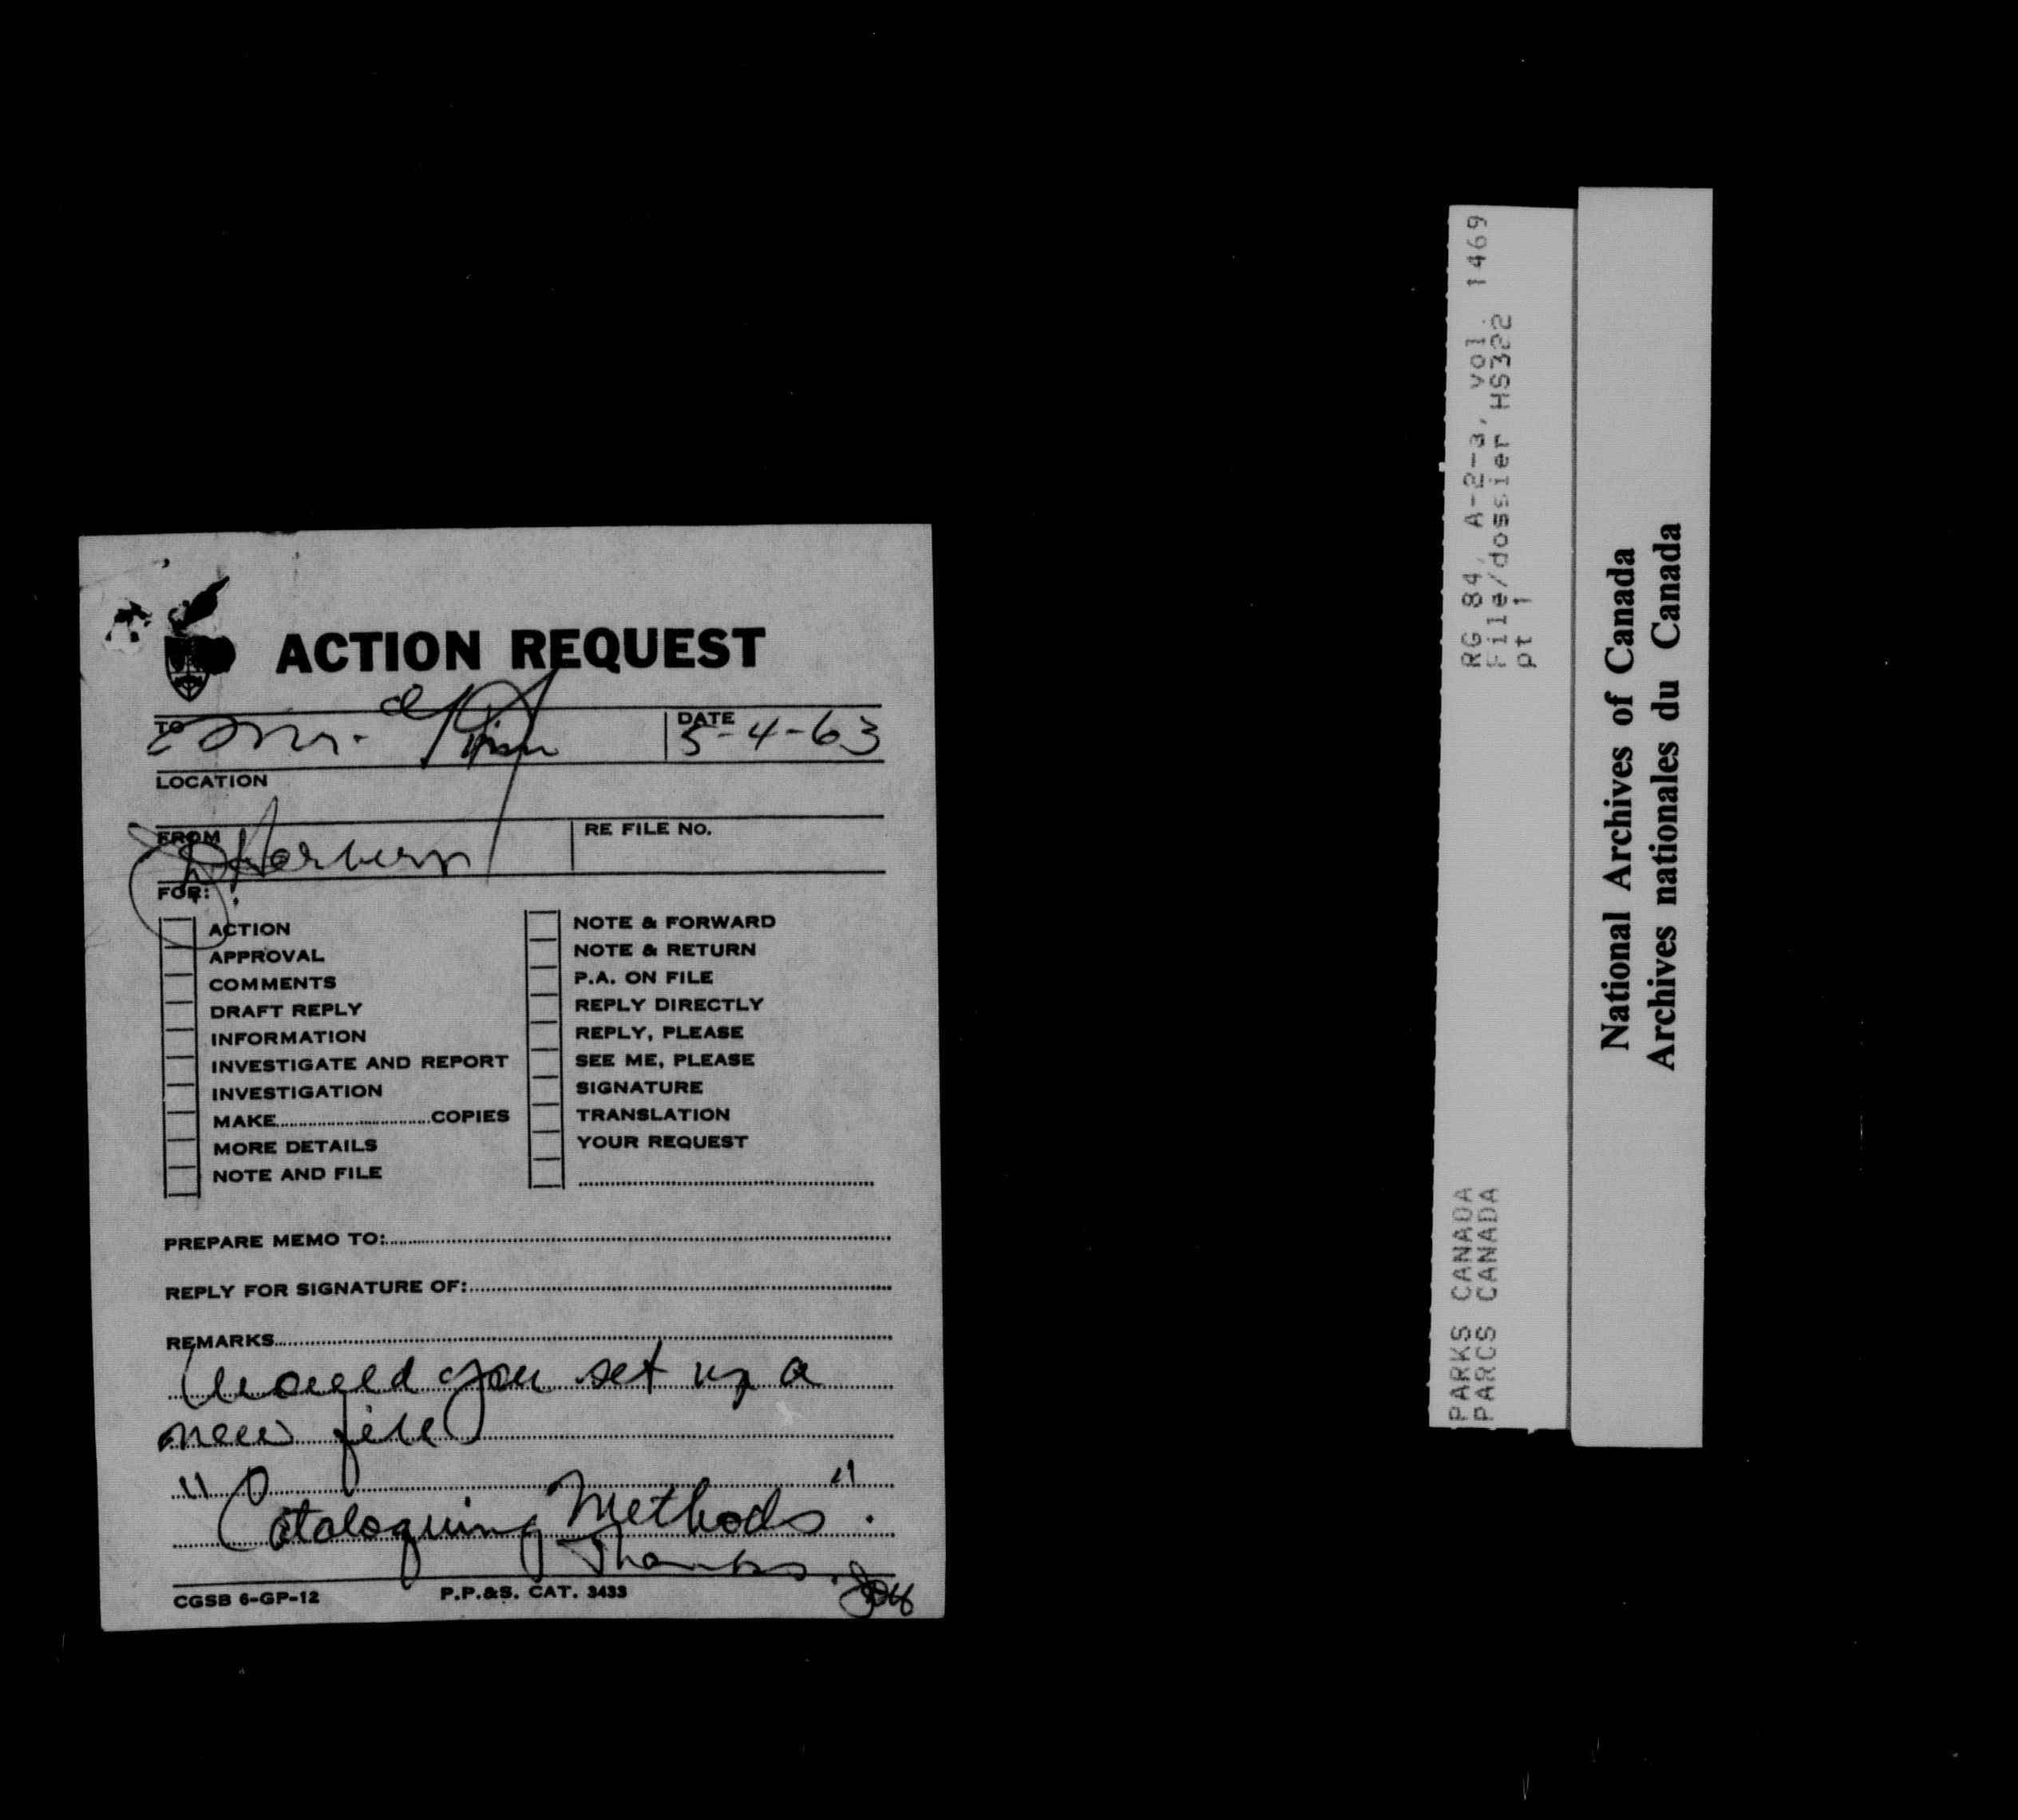 ACTION REQUEST
TO
Mr.
DATE
5-4-63
LOCATION
FROM
RE FILE NO.
FOR:
ACTION
APPROVAL
COMMENTS
DRAFT REPLY
INFORMATION
INVESTIGATE AND REPORT
INVESTIGATION
MAKE..............................COPIES
MORE DETAILS
NOTE AND FILE
NOTE & FORWARD
NOTE & RETURN
P.A. ON FILE
REPLY DIRECTLY
REPLY, PLEASE
SEE ME, PLEASE
SIGNATURE
TRANSLATION
YOUR REQUEST
PREPARE MEMO TO:
REPLY FOR SIGNATURE OF:
REMARKS
Would you set up a
new file
"Cataloguing Methods".
Thanks.
CGSB 6-GP-12 P.P.&S. CAT. 3433
PARKS CANADA RG 84, A-2-a, vol. 1469
PARCS CANADA File/dossier HS322
pt 1
National Archives of Canada
Archives nationales du Canada